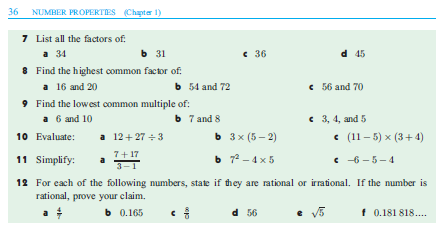 36 NUMBER PROPERTIES (Chapter 1)
7 List all the factors of:
a 34 b 31 c 36 d 45
8 Find the highest common factor of:
a 16 and 20 b 54 and 72 c 56 and 70
9 Find the lowest common multiple of:
a 6 and 10 b 7 and 8 c 3, 4, and 5
10 Evaluate: a 12 + 27 ÷ 3 b 3 × (5 − 2) c (11 − 5) × (3 + 4)
11 Simplify: a (7 + 17)/(3 − 1) b 7² − 4 × 5 c −6 − 5 − 4
12 For each of the following numbers, state if they are rational or irrational. If the number is
rational, prove your claim.
a 4/7 b 0.165 c 8/0 d 56 e √5 f 0.181 818....